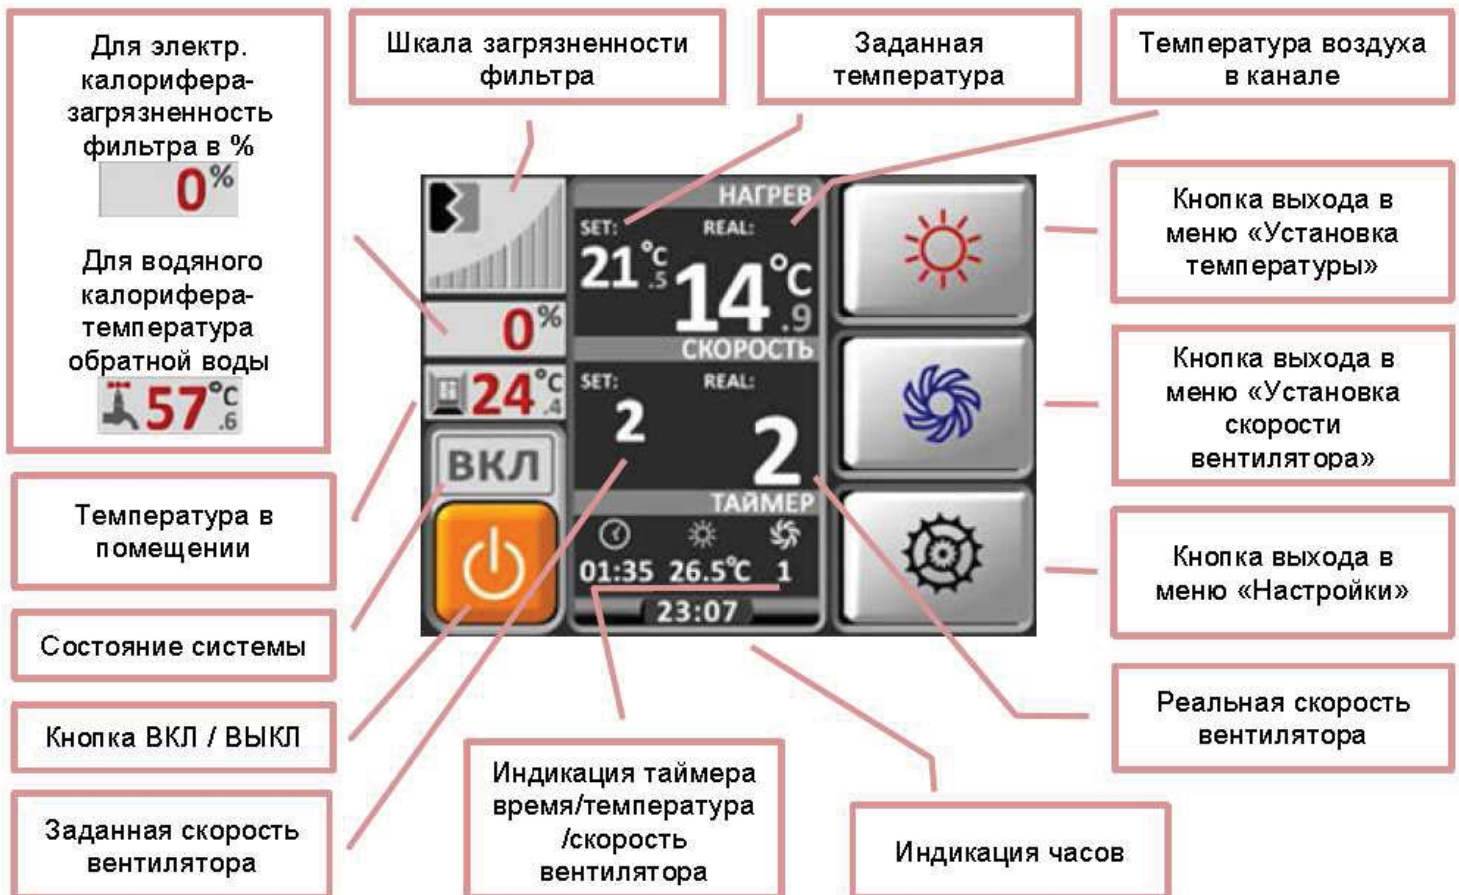 Для электр.
калорифера-
загрязненность
фильтра в %
0%
Для водяного
калорифера-
температура
обратной воды
57°C
.6
Шкала загрязненности
фильтра
Заданная
температура
Температура воздуха
в канале
НАГРЕВ
SET:
REAL:
21°C
.5
14°C
.9
0%
24°C
.4
СКОРОСТЬ
SET:
REAL:
2
2
ВКЛ
ТАЙМЕР
01:35 26.5°C 1
23:07
Кнопка выхода в
меню «Установка
температуры»
Кнопка выхода в
меню «Установка
скорости
вентилятора»
Кнопка выхода в
меню «Настройки»
Реальная скорость
вентилятора
Температура в
помещении
Состояние системы
Кнопка ВКЛ / ВЫКЛ
Заданная скорость
вентилятора
Индикация таймера
время/температура
/скорость
вентилятора
Индикация часов